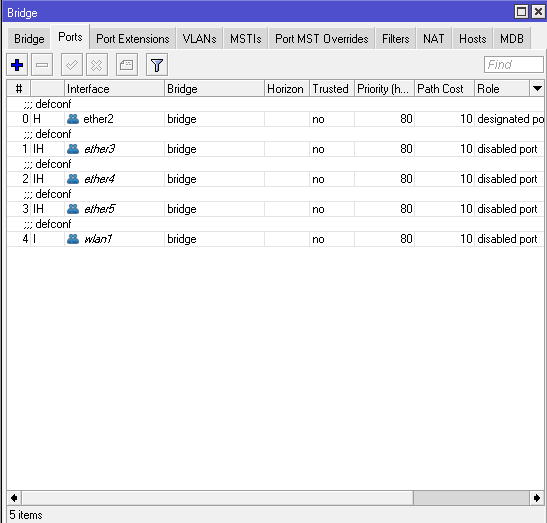 Bridge
Bridge Ports Port Extensions VLANs MSTIs Port MST Overrides Filters NAT Hosts MDB
Find
# Interface Bridge Horizon Trusted Priority (h... Path Cost Role
;;; defconf
0 H ether2 bridge no 80 10 designated po
;;; defconf
1 IH ether3 bridge no 80 10 disabled port
;;; defconf
2 IH ether4 bridge no 80 10 disabled port
;;; defconf
3 IH ether5 bridge no 80 10 disabled port
;;; defconf
4 I wlan1 bridge no 80 10 disabled port
5 items